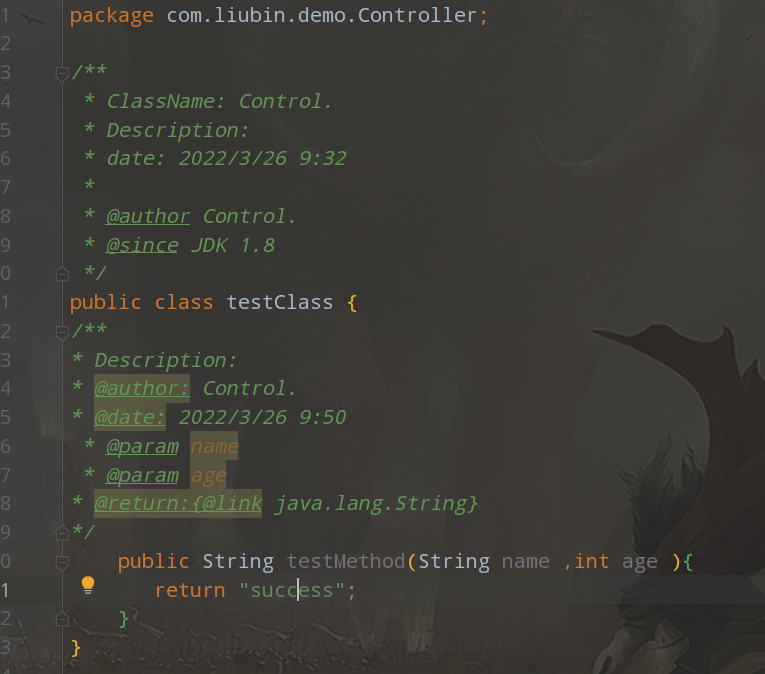 1 package com.liubin.demo.Controller;
2
3 /**
4 * ClassName: Control.
5 * Description:
6 * date: 2022/3/26 9:32
7 *
8 * @author Control.
9 * @since JDK 1.8
0 */
1 public class testClass {
2 /**
3 * Description:
4 * @author: Control.
5 * @date: 2022/3/26 9:50
6 * @param name
7 * @param age
8 * @return:{@link java.lang.String}
9 */
0 public String testMethod(String name ,int age ){
1 return "success";
2 }
3 }